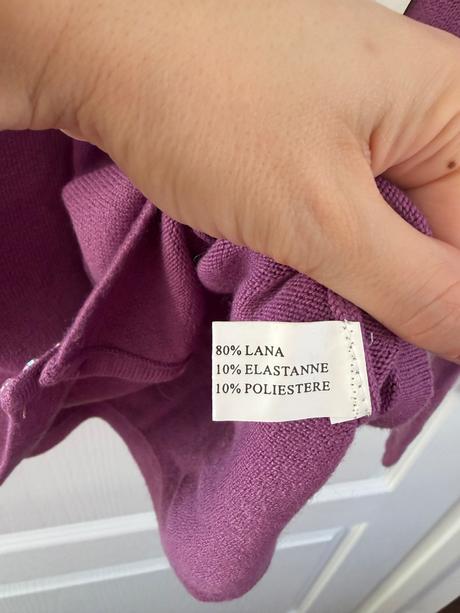 80% LANA
10% ELASTANNE
10% POLIESTERE